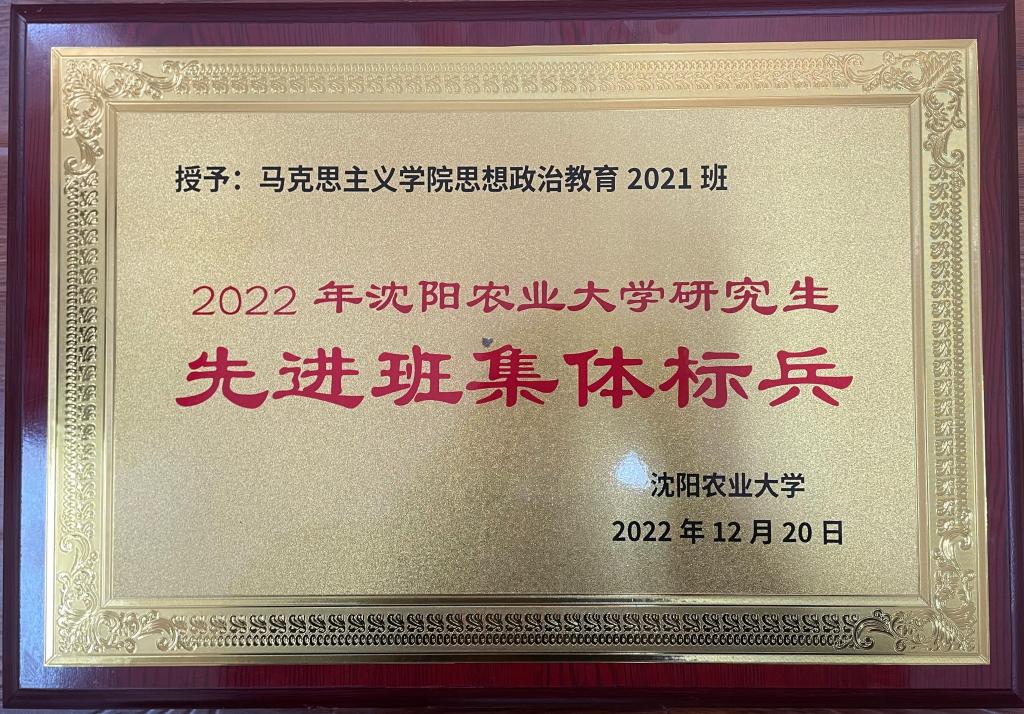 授予：马克思主义学院思想政治教育 2021 班
2022 年沈阳农业大学研究生
先进班集体标兵
沈阳农业大学
2022 年 12 月 20 日